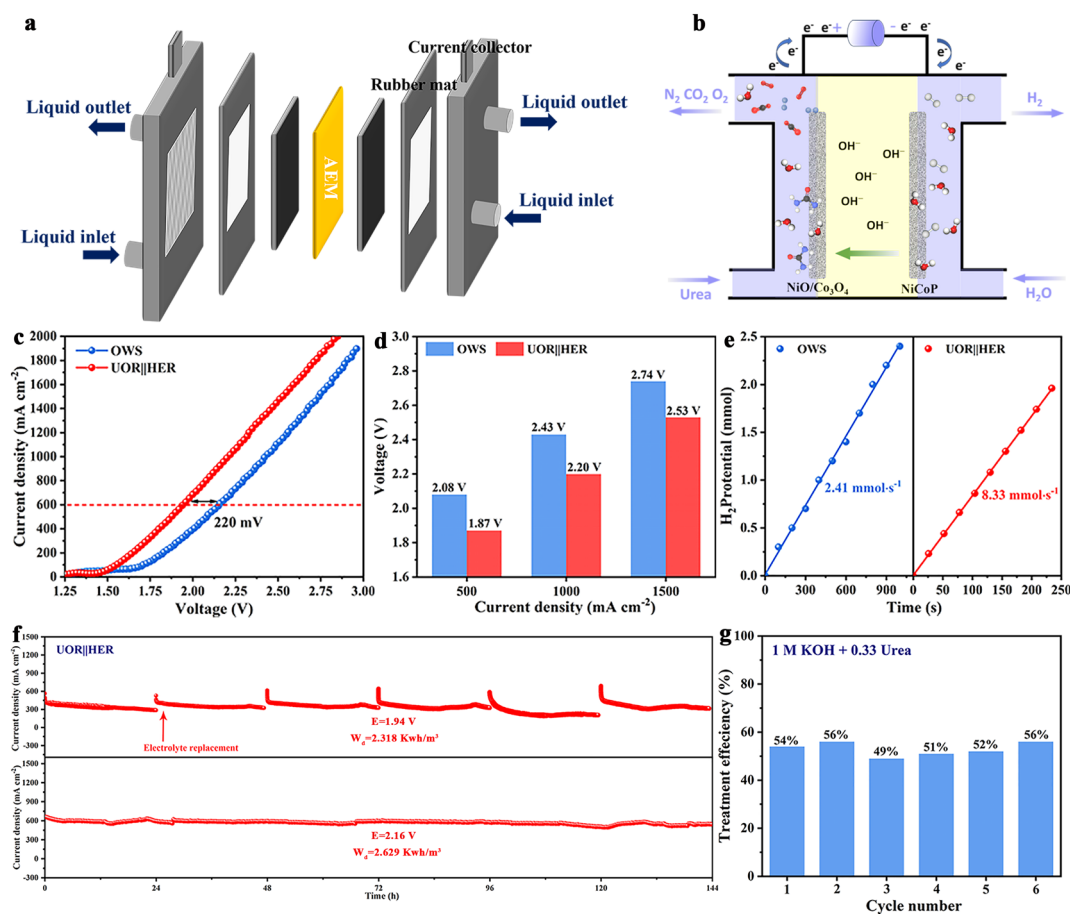 a
Current collector
Rubber mat
Liquid outlet
Liquid outlet
AEM
Liquid inlet
Liquid inlet
b
e⁻ e⁻ + - e⁻ e⁻
e⁻ e⁻
e⁻ e⁻
N₂ CO₂ O₂
H₂
OH⁻
OH⁻
OH⁻
OH⁻
OH⁻
Urea
NiO/Co₃O₄
NiCoP
H₂O
c
OWS
UOR||HER
220 mV
2000
1800
1600
1400
1200
1000
800
600
400
200
0
1.25 1.50 1.75 2.00 2.25 2.50 2.75 3.00
Current density (mA cm⁻²)
Voltage (V)
d
OWS
UOR||HER
2.08 V
1.87 V
2.43 V
2.20 V
2.74 V
2.53 V
3.0
2.8
2.6
2.4
2.2
2.0
1.8
1.6
500 1000 1500
Voltage (V)
Current density (mA cm⁻²)
e
OWS
UOR||HER
2.41 mmol·s⁻¹
8.33 mmol·s⁻¹
2.5
2.0
1.5
1.0
0.5
0.0
0 300 600 900
0 50 100 150 200 250
H₂Protential (mmol)
Time (s)
f
UOR||HER
E=1.94 V
W_d=2.318 Kwh/m³
Electrolyte replacement
1500
1200
900
600
300
0
-300
Current density (mA cm⁻²)
E=2.16 V
W_d=2.629 Kwh/m³
1500
1200
900
600
300
0
-300
Current density (mA cm⁻²)
0 24 48 72 96 120 144
Time (h)
g
1 M KOH + 0.33 Urea
54%
56%
49%
51%
52%
56%
100
80
60
40
20
0
1 2 3 4 5 6
Treatment effeciency (%)
Cycle number